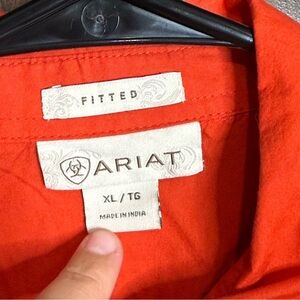 FITTED
ARIAT
XL / TG
MADE IN INDIA